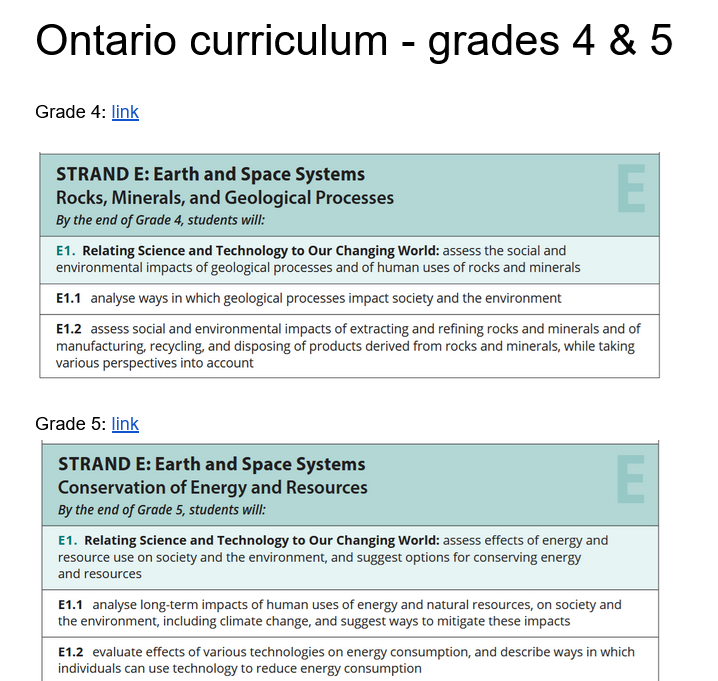 Ontario curriculum - grades 4 & 5
Grade 4: link
STRAND E: Earth and Space Systems
E
Rocks, Minerals, and Geological Processes
By the end of Grade 4, students will:
E1. Relating Science and Technology to Our Changing World: assess the social and
environmental impacts of geological processes and of human uses of rocks and minerals
E1.1 analyse ways in which geological processes impact society and the environment
E1.2 assess social and environmental impacts of extracting and refining rocks and minerals and of
manufacturing, recycling, and disposing of products derived from rocks and minerals, while taking
various perspectives into account
Grade 5: link
STRAND E: Earth and Space Systems
E
Conservation of Energy and Resources
By the end of Grade 5, students will:
E1. Relating Science and Technology to Our Changing World: assess effects of energy and
resource use on society and the environment, and suggest options for conserving energy
and resources
E1.1 analyse long-term impacts of human uses of energy and natural resources, on society and
the environment, including climate change, and suggest ways to mitigate these impacts
E1.2 evaluate effects of various technologies on energy consumption, and describe ways in which
individuals can use technology to reduce energy consumption